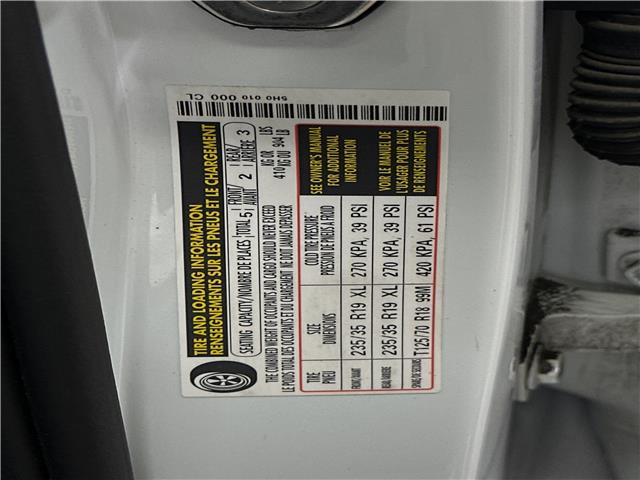 TIRE AND LOADING INFORMATION
RENSEIGNEMENTS SUR LES PNEUS ET LE CHARGEMENT
SEATING CAPACITY/NOMBRE DE PLACES TOTAL 5 FRONT/AVANT 2 REAR/ARRIÈRE 3
THE COMBINED WEIGHT OF OCCUPANTS AND CARGO SHOULD NEVER EXCEED 410 KG OR 904 LBS
LE POIDS TOTAL DES OCCUPANTS ET DU CHARGEMENT NE DOIT JAMAIS DEPASSER KG OU LB
TIRE SIZE COLD TIRE PRESSURE SEE OWNER'S MANUAL
PNEU DIMENSIONS PRESSION DE PNEUS A FROID FOR ADDITIONAL
INFORMATION
FRONT/AVANT 235/35 R19 XL 270 KPA, 39 PSI
REAR/ARRIERE 235/35 R19 XL 270 KPA, 39 PSI VOIR LE MANUEL DE
L'USAGER POUR PLUS
SPARE/DE SECOURS T125/70 R18 99M 420 KPA, 61 PSI DE RENSEIGNEMENTS
5H0 010 000 CL